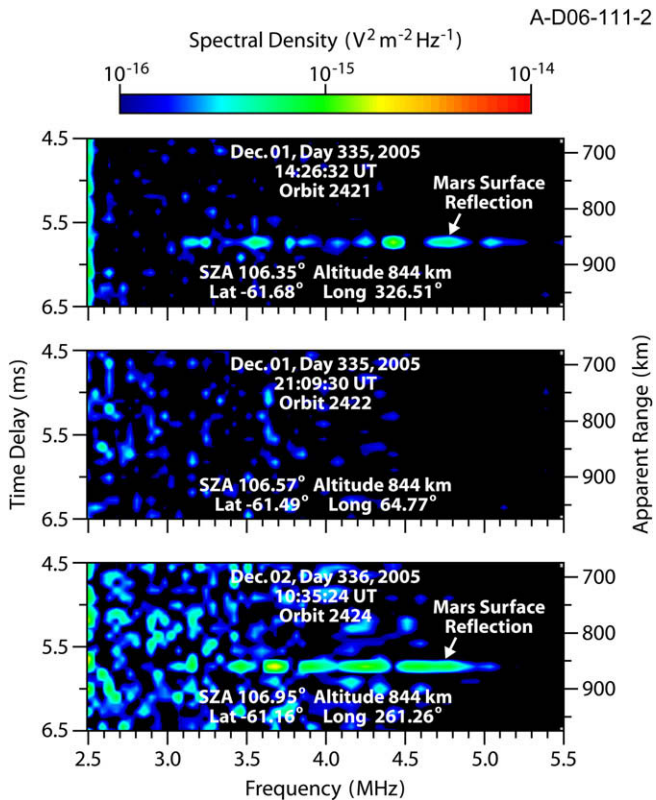 A-D06-111-2
Spectral Density (V² m⁻² Hz⁻¹)
10⁻¹⁶ 10⁻¹⁵ 10⁻¹⁴
4.5
5.5
6.5
Dec. 01, Day 335, 2005
14:26:32 UT
Orbit 2421
Mars Surface
Reflection
SZA 106.35° Altitude 844 km
Lat -61.68° Long 326.51°
700
800
900
4.5
5.5
6.5
Dec. 01, Day 335, 2005
21:09:30 UT
Orbit 2422
SZA 106.57° Altitude 844 km
Lat -61.49° Long 64.77°
700
800
900
Time Delay (ms)
Apparent Range (km)
4.5
5.5
6.5
Dec. 02, Day 336, 2005
10:35:24 UT
Orbit 2424
Mars Surface
Reflection
SZA 106.95° Altitude 844 km
Lat -61.16° Long 261.26°
700
800
900
2.5 3.0 3.5 4.0 4.5 5.0 5.5
Frequency (MHz)